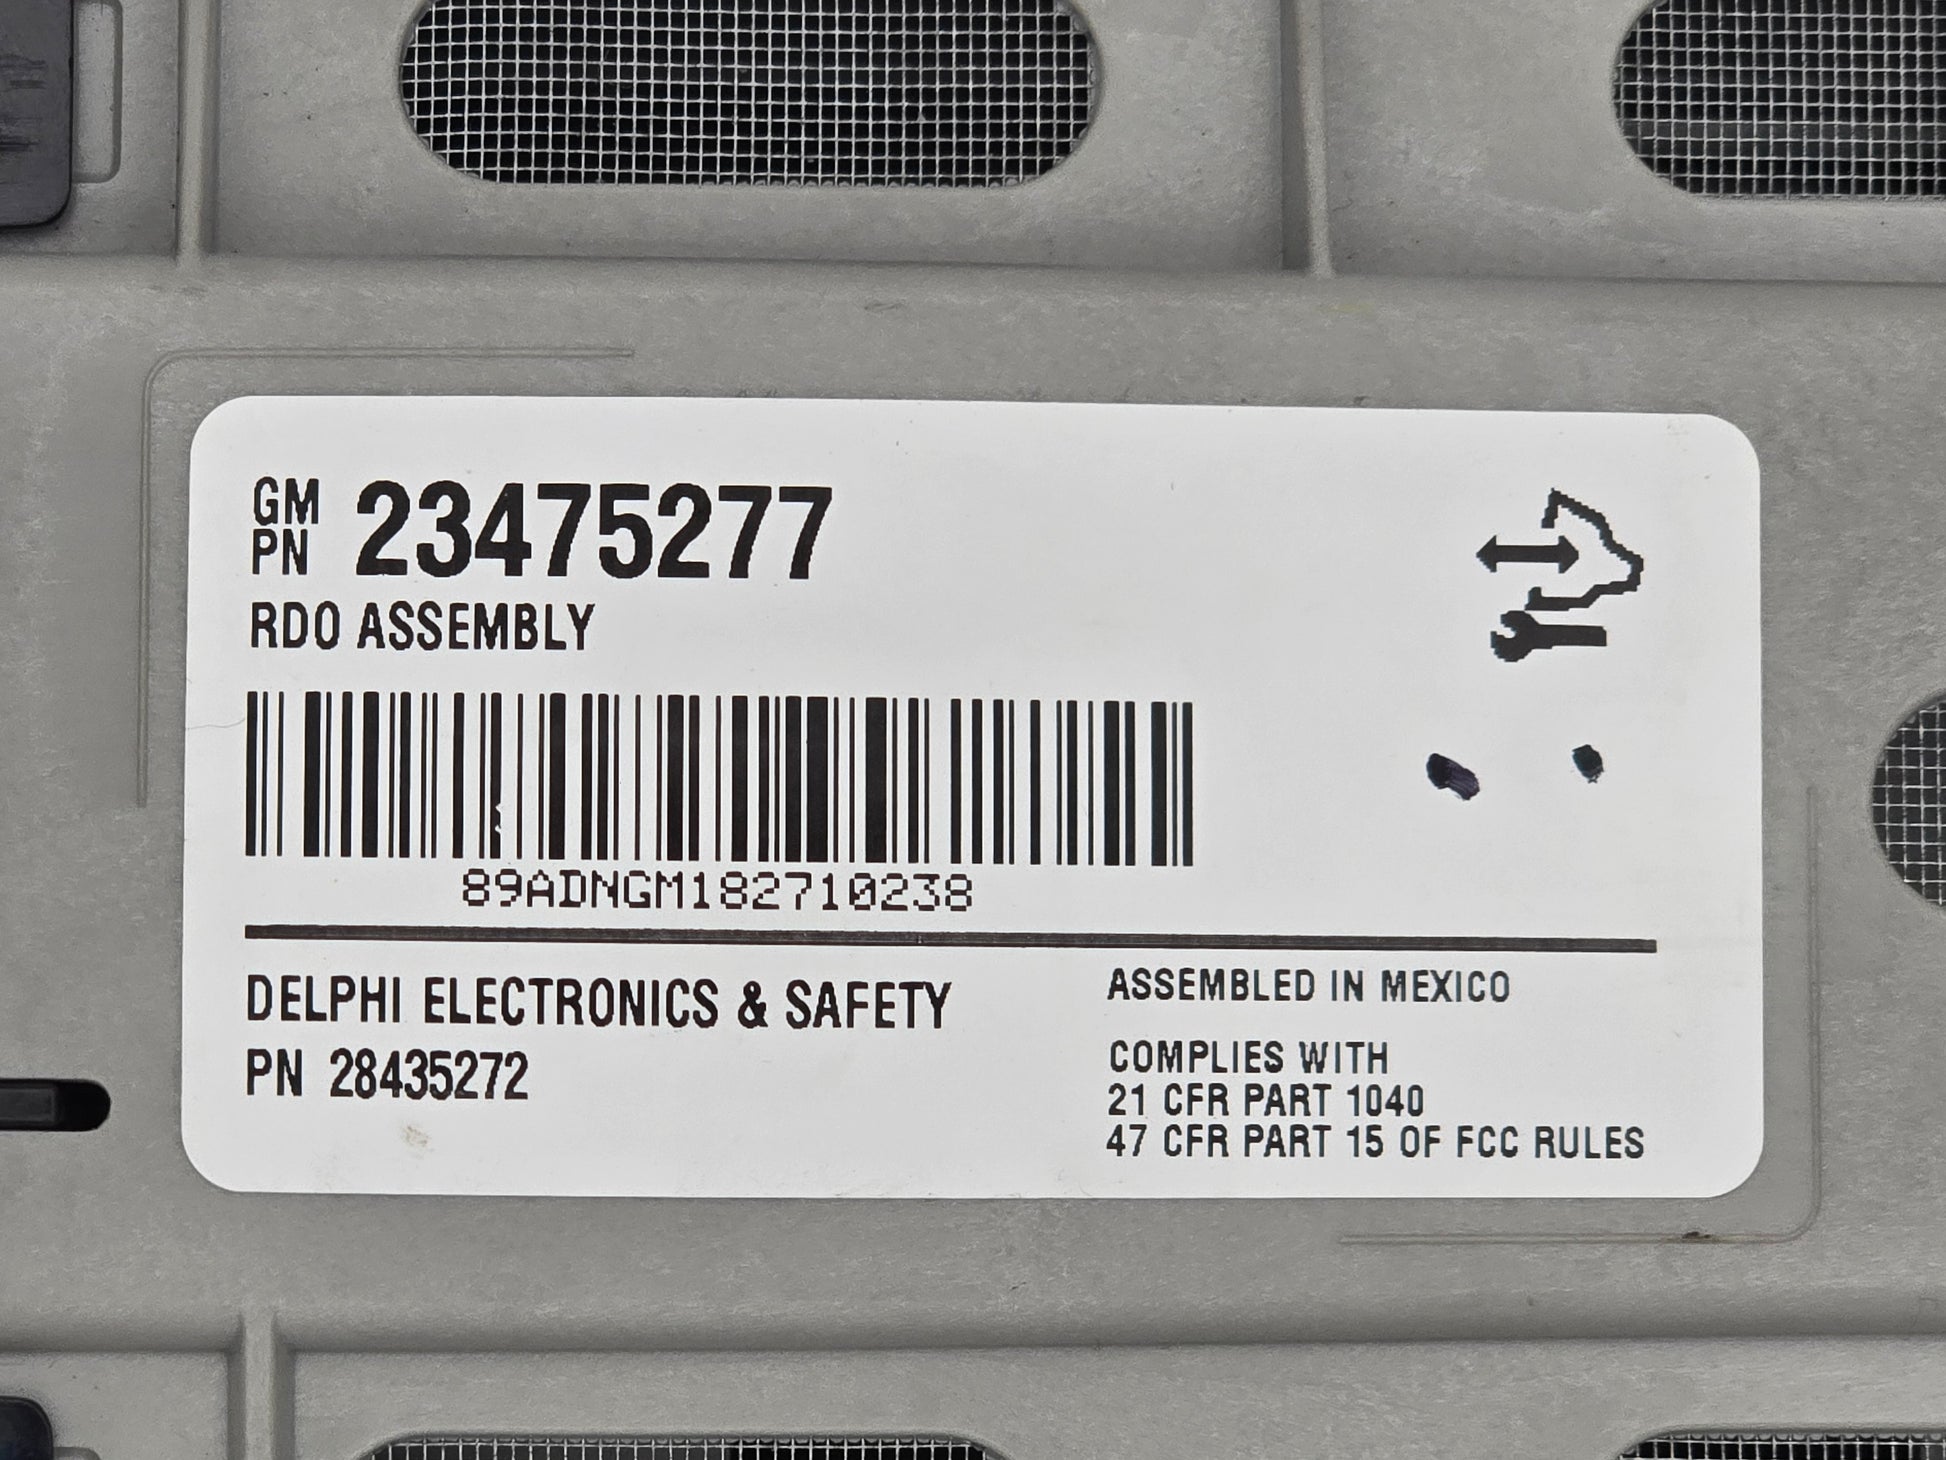 GM PN 23475277
RDO ASSEMBLY
89ADNGM182710238
DELPHI ELECTRONICS & SAFETY
PN 28435272
ASSEMBLED IN MEXICO
COMPLIES WITH
21 CFR PART 1040
47 CFR PART 15 OF FCC RULES